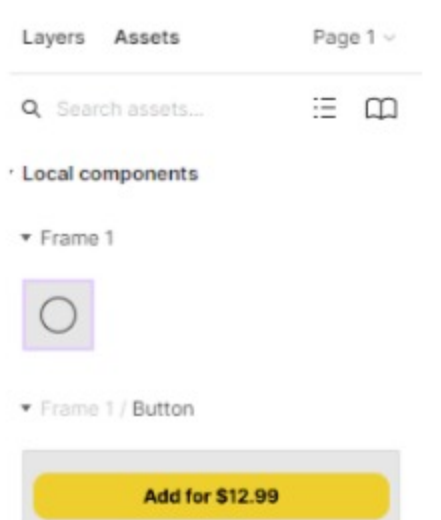 Layers Assets Page 1
Search assets...
Local components
Frame 1
Frame 1 / Button
Add for $12.99